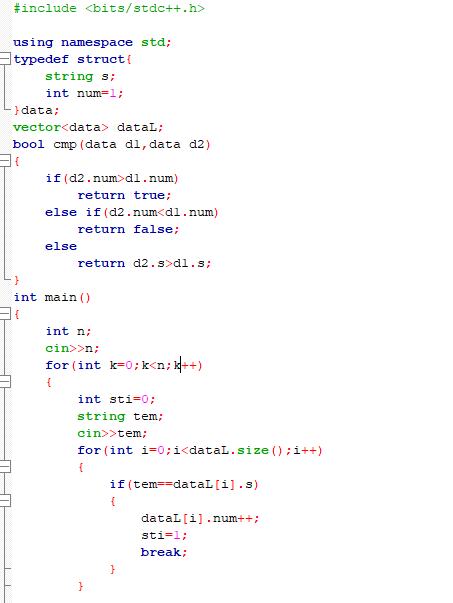 #include <bits/stdc++.h>
using namespace std;
typedef struct{
string s;
int num=1;
}data;
vector<data> dataL;
bool cmp(data d1,data d2)
{
if(d2.num>d1.num)
return true;
else if(d2.num<d1.num)
return false;
else
return d2.s>d1.s;
}
int main()
{
int n;
cin>>n;
for(int k=0;k<n;k++)
{
int sti=0;
string tem;
cin>>tem;
for(int i=0;i<dataL.size();i++)
{
if(tem==dataL[i].s)
{
dataL[i].num++;
sti=1;
break;
}
}